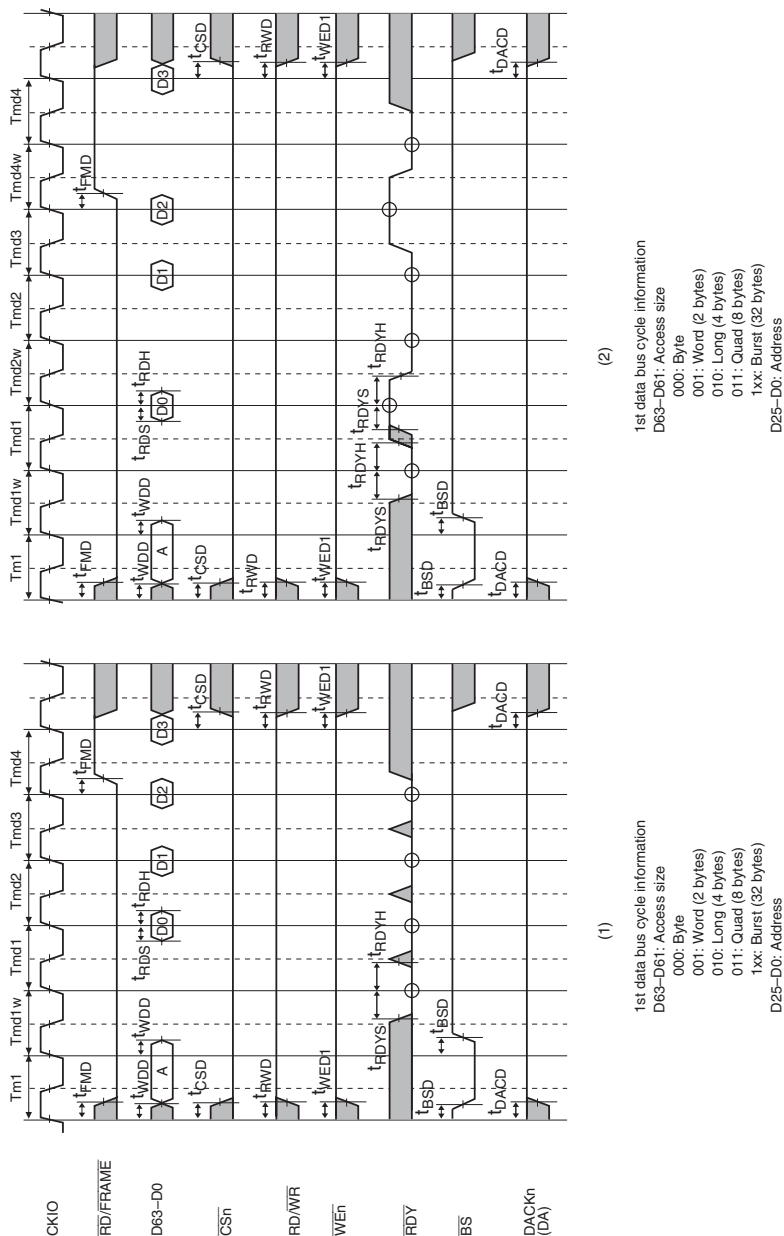 CKIO
RD/FRAME
D63–D0
CSn
RD/WR
WEn
RDY
BS
DACKn
(DA)
Tm1 Tmd1w Tmd1 Tmd2 Tmd3 Tmd4
tFMD tFMD
tWDD tWDD tRDS tRDH
A D0 D1 D2 D3
tCSD tCSD
tRWD tRWD
tWED1 tWED1
tRDYS tRDYH
tBSD tBSD
tDACD tDACD
(1)
1st data bus cycle information
D63–D61: Access size
000: Byte
001: Word (2 bytes)
010: Long (4 bytes)
011: Quad (8 bytes)
1xx: Burst (32 bytes)
D25–D0: Address
Tm1 Tmd1w Tmd1 Tmd2w Tmd2 Tmd3 Tmd4w Tmd4
tFMD tFMD
tWDD tWDD tRDS tRDH
A D0 D1 D2 D3
tCSD tCSD
tRWD tRWD
tWED1 tWED1
tRDYS tRDYH tRDYS tRDYH
tBSD tBSD
tDACD tDACD
(2)
1st data bus cycle information
D63–D61: Access size
000: Byte
001: Word (2 bytes)
010: Long (4 bytes)
011: Quad (8 bytes)
1xx: Burst (32 bytes)
D25–D0: Address